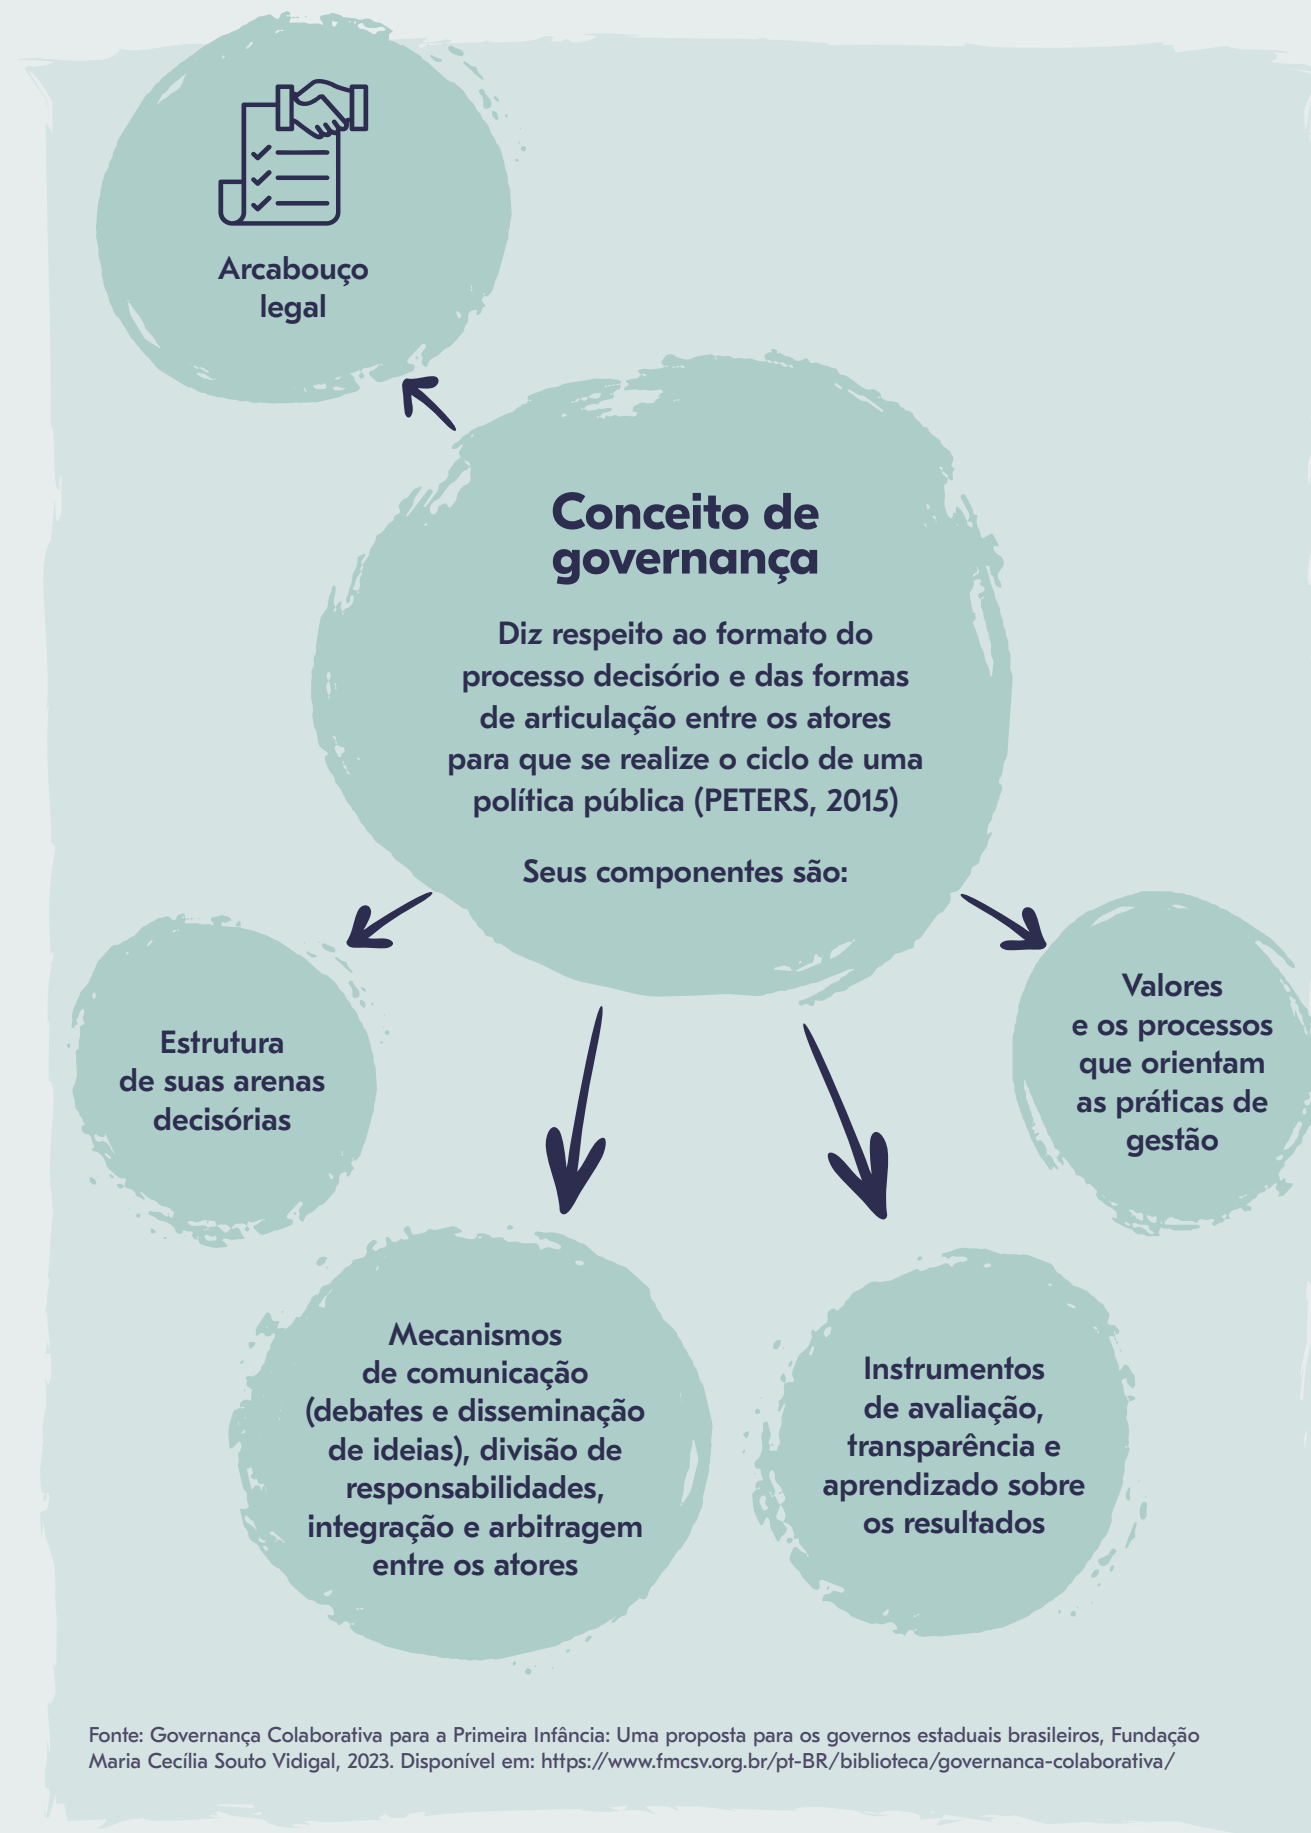 Arcabouço
legal
Conceito de
governança
Diz respeito ao formato do
processo decisório e das formas
de articulação entre os atores
para que se realize o ciclo de uma
política pública (PETERS, 2015)
Seus componentes são:
Estrutura
de suas arenas
decisórias
Valores
e os processos
que orientam
as práticas de
gestão
Mecanismos
de comunicação
(debates e disseminação
de ideias), divisão de
responsabilidades,
integração e arbitragem
entre os atores
Instrumentos
de avaliação,
transparência e
aprendizado sobre
os resultados
Fonte: Governança Colaborativa para a Primeira Infância: Uma proposta para os governos estaduais brasileiros, Fundação
Maria Cecília Souto Vidigal, 2023. Disponível em: https://www.fmcsv.org.br/pt-BR/biblioteca/governanca-colaborativa/